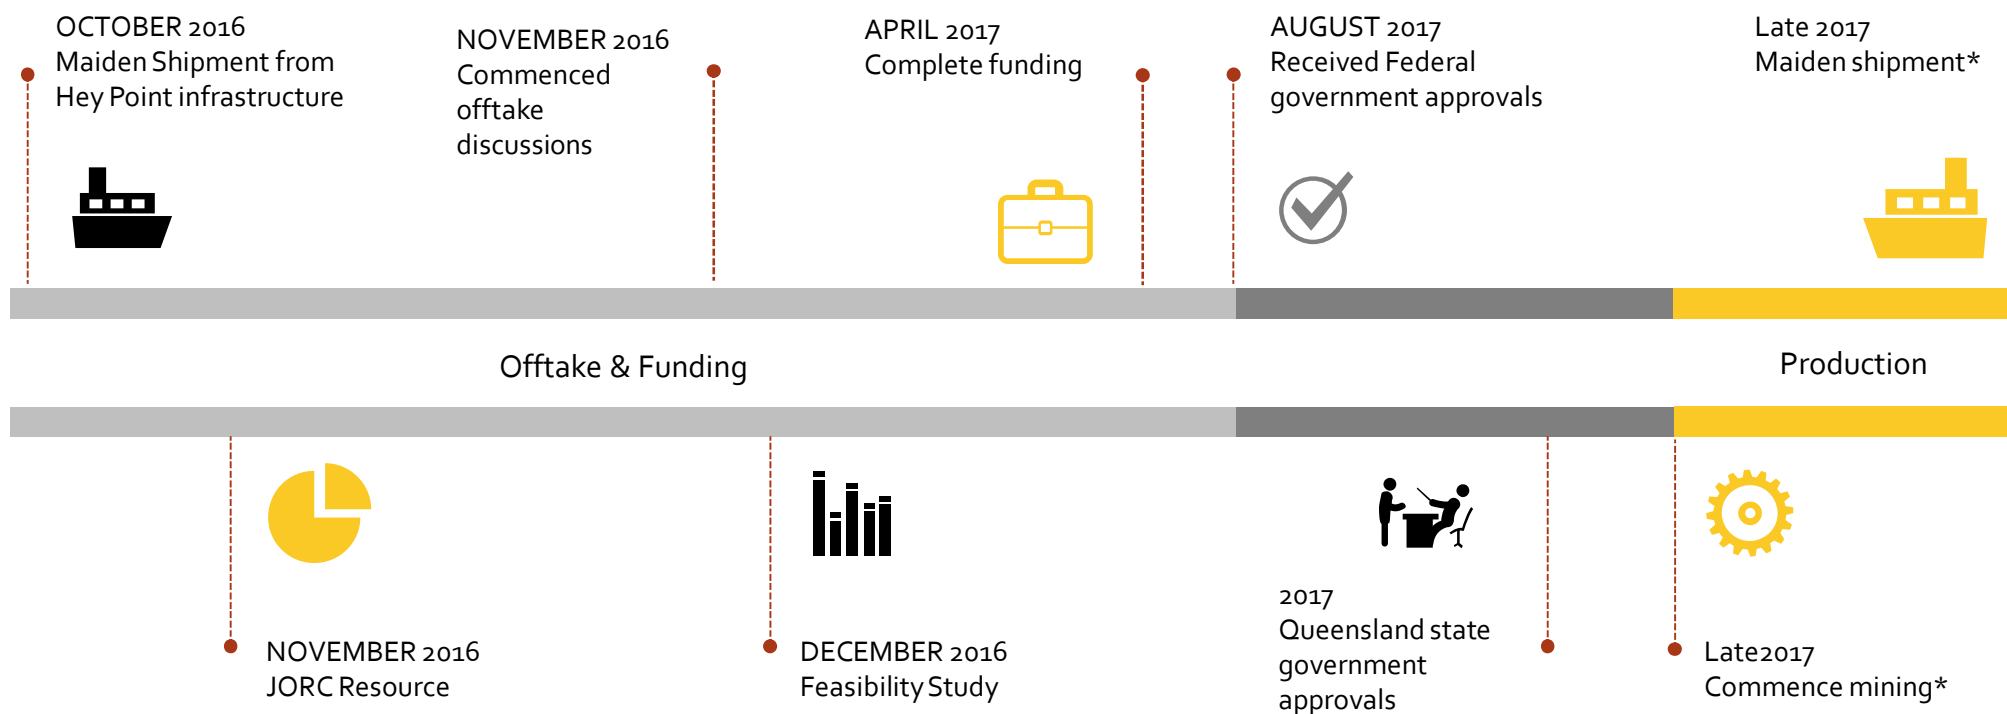 OCTOBER 2016
Maiden Shipment from
Hey Point infrastructure
NOVEMBER 2016
Commenced
offtake
discussions
APRIL 2017
Complete funding
AUGUST 2017
Received Federal
government approvals
Late 2017
Maiden shipment*
Offtake & Funding
Production
NOVEMBER 2016
JORC Resource
DECEMBER 2016
Feasibility Study
2017
Queensland state
government
approvals
Late2017
Commence mining*